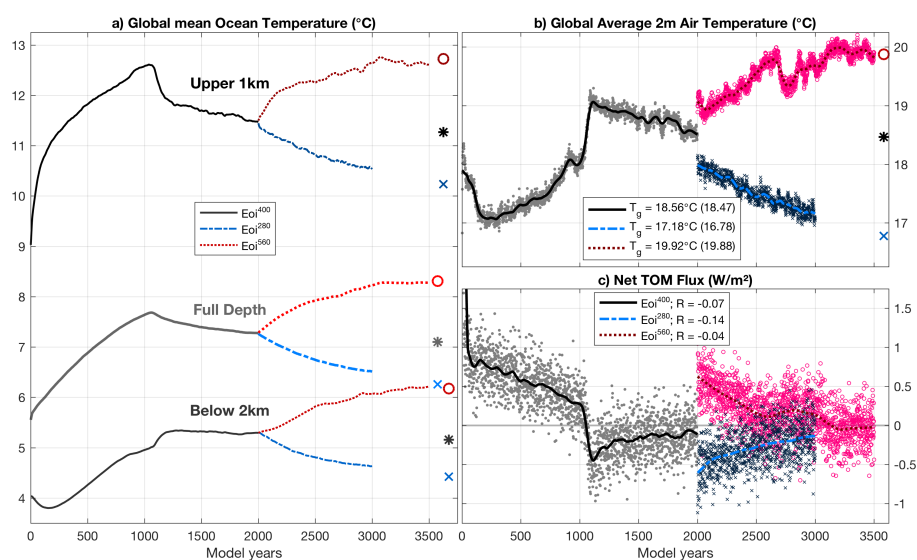 a) Global mean Ocean Temperature (°C)
13
12
11
10
9
8
7
6
5
4
Upper 1km
Eoi⁴⁰⁰
Eoi²⁸⁰
Eoi⁵⁶⁰
Full Depth
Below 2km
0 500 1000 1500 2000 2500 3000 3500
Model years
b) Global Average 2m Air Temperature (°C)
20
19
18
17
T_g = 18.56°C (18.47)
T_g = 17.18°C (16.78)
T_g = 19.92°C (19.88)
c) Net TOM Flux (W/m²)
Eoi⁴⁰⁰; R = -0.07
Eoi²⁸⁰; R = -0.14
Eoi⁵⁶⁰; R = -0.04
1.5
1
0.5
0
-0.5
-1
0 500 1000 1500 2000 2500 3000 3500
Model years